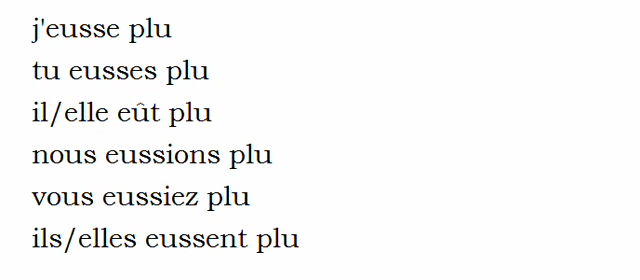 j'eusse plu
tu eusses plu
il/elle eût plu
nous eussions plu
vous eussiez plu
ils/elles eussent plu